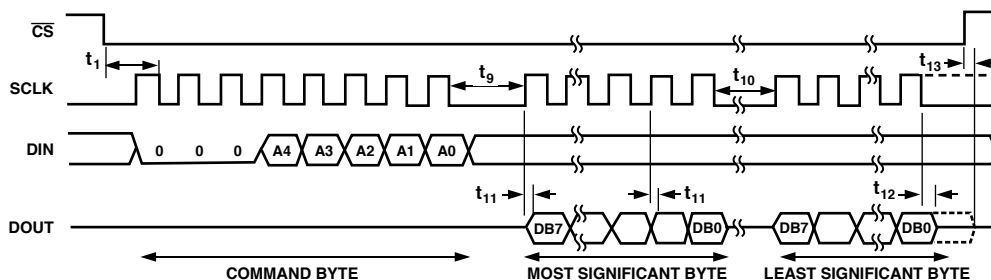 CS
t1
t9
t10
t13
SCLK
DIN
0 0 0 A4 A3 A2 A1 A0
t11
t11
t12
DOUT
DB7 DB0 DB7 DB0
COMMAND BYTE
MOST SIGNIFICANT BYTE
LEAST SIGNIFICANT BYTE